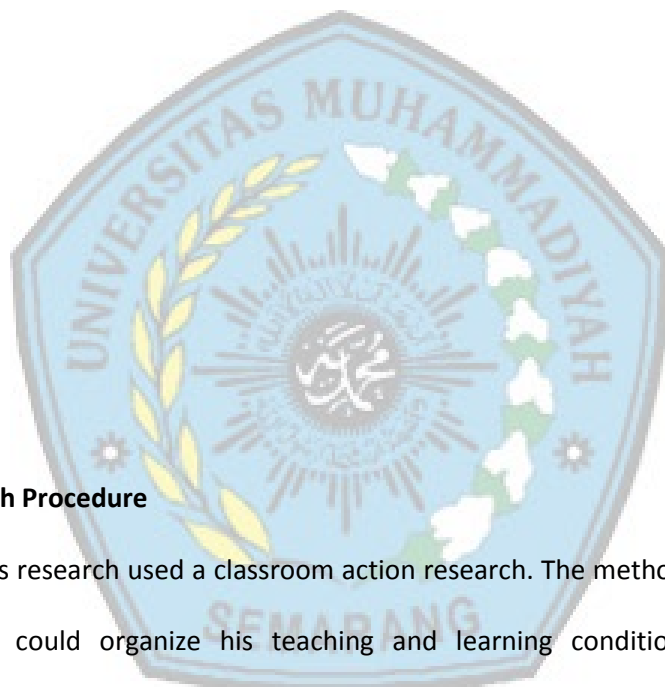 UNIVERSITAS MUHAMMADIYAH
h Procedure
s research used a classroom action research. The metho
could organize his teaching and learning conditio
SEMARANG